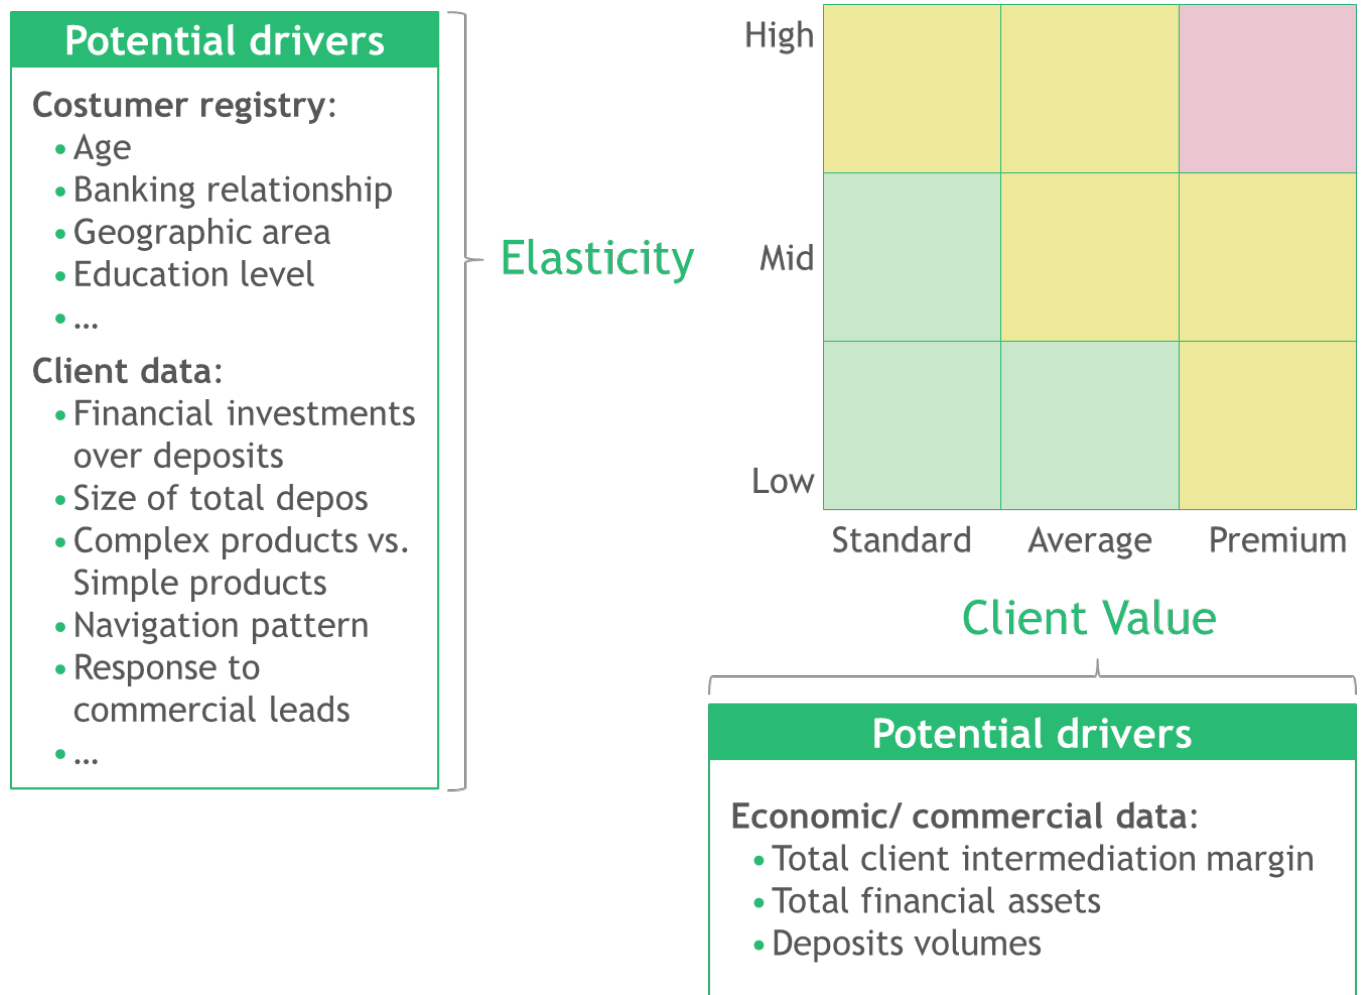 Potential drivers
Costumer registry:
• Age
• Banking relationship
• Geographic area
• Education level
• ...
Client data:
• Financial investments
over deposits
• Size of total depos
• Complex products vs.
Simple products
• Navigation pattern
• Response to
commercial leads
• ...
Elasticity
High
Mid
Low
Standard Average Premium
Client Value
Potential drivers
Economic/ commercial data:
• Total client intermediation margin
• Total financial assets
• Deposits volumes